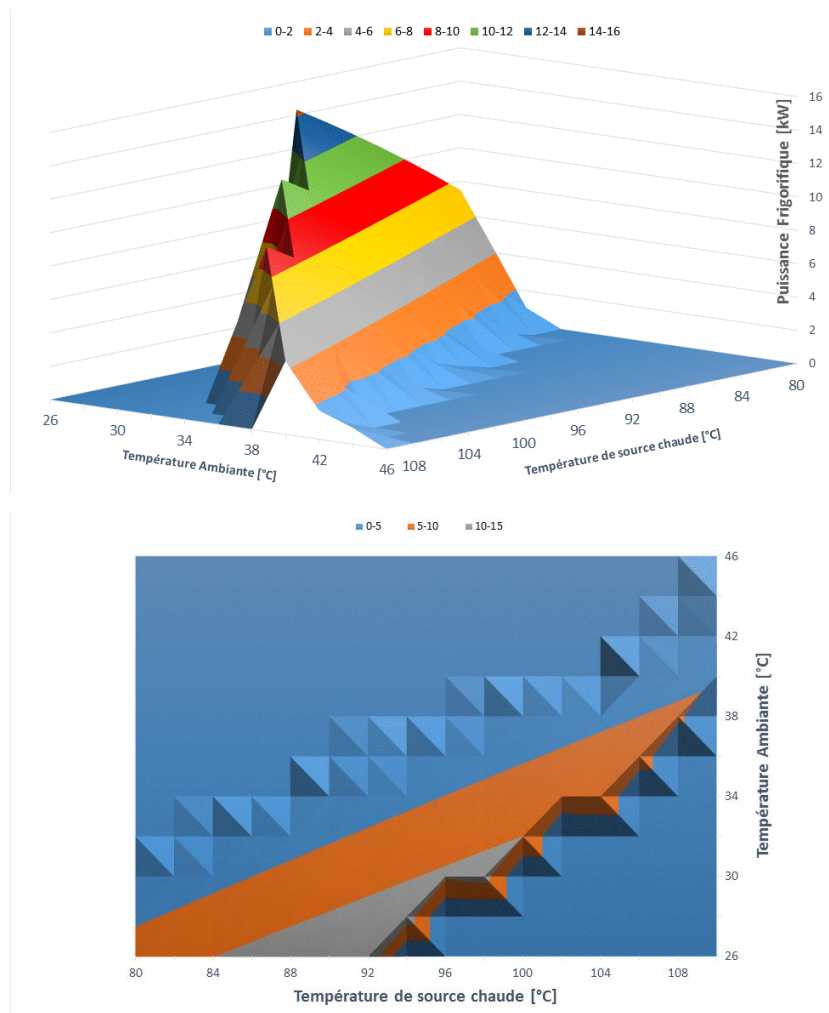 0-2 2-4 4-6 6-8 8-10 10-12 12-14 14-16
16
14
12
10
8
6
4
2
0
Puissance Frigorifique [kW]
26 30 34 38 42 46
Température Ambiante [°C]
108 104 100 96 92 88 84 80
Température de source chaude [°C]
0-5 5-10 10-15
46
42
38
34
30
26
Température Ambiante [°C]
80 84 88 92 96 100 104 108
Température de source chaude [°C]